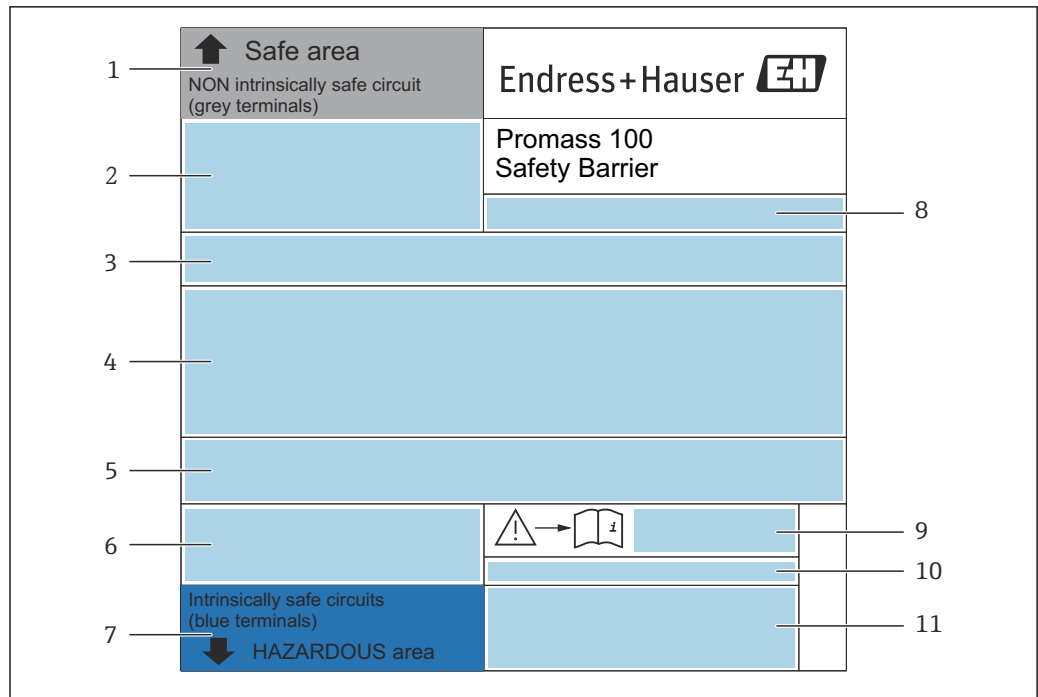 Safe area
NON intrinsically safe circuit
(grey terminals)
Endress+Hauser EH
Promass 100
Safety Barrier
1
2
3
4
5
6
7
8
9
10
11
i
Intrinsically safe circuits
(blue terminals)
HAZARDOUS area